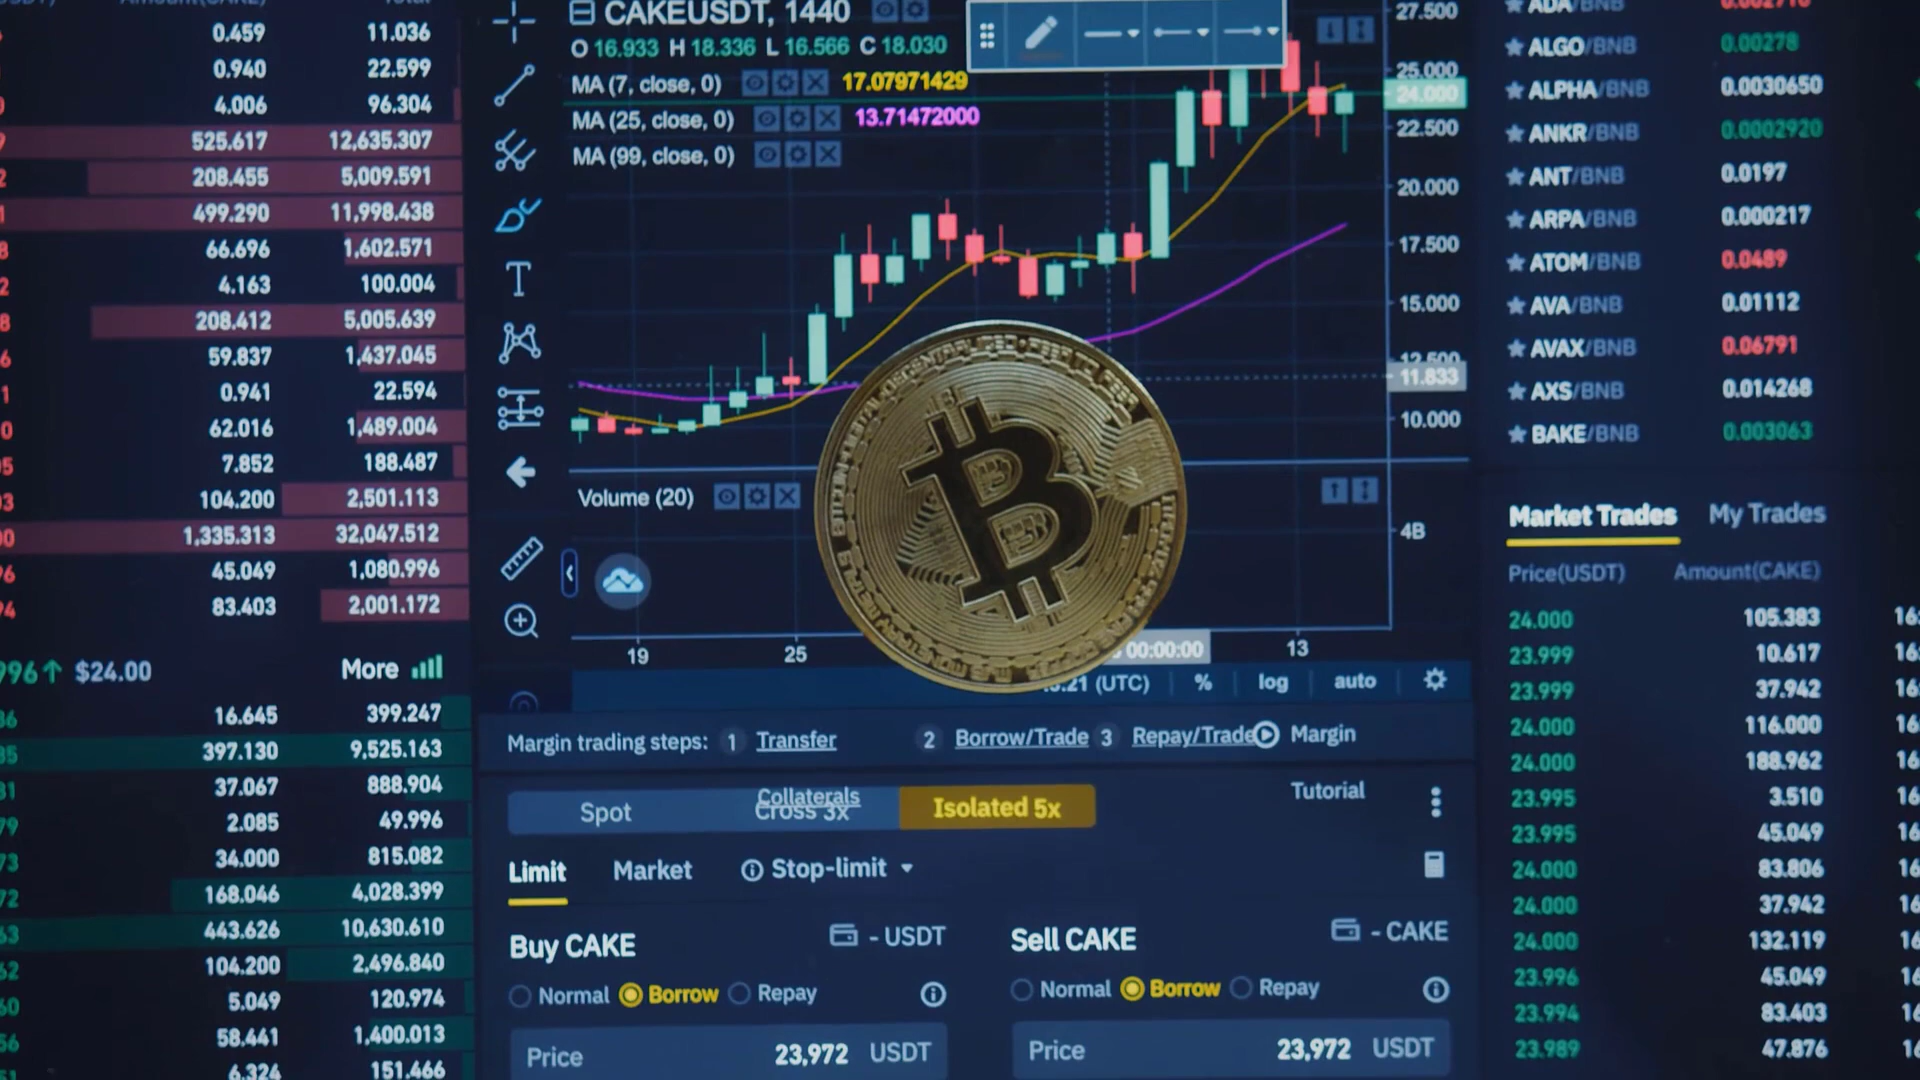 0.459 11.036
0.940 22.599
4.006 96.304
525.617 12,635.307
208.455 5,009.591
499.290 11,998.438
66.696 1,602.571
4.163 100.004
208.412 5,005.639
59.837 1,437.045
0.941 22.594
62.016 1,489.004
7.852 188.487
104.200 2,501.113
1,335.313 32,047.512
45.049 1,080.996
83.403 2,001.172
996↑ $24.00 More
16.645 399.247
397.130 9,525.163
37.067 888.904
2.085 49.996
34.000 815.082
168.046 4,028.399
443.626 10,630.610
104.200 2,496.840
5.049 120.974
58.441 1,400.013
6.324 151.466
CAKEUSDT, 1440
O 16.933 H 18.336 L 16.566 C 18.030
MA (7, close, 0) 17.07971429
MA (25, close, 0) 13.71472000
MA (99, close, 0)
27.500
25.000
24.000
22.500
20.000
17.500
15.000
12.500
11.833
10.000
Volume (20)
4B
19 25 00:00:00 13
(UTC) % log auto
Margin trading steps: 1 Transfer 2 Borrow/Trade 3 Repay/Trade Margin
Tutorial
Spot Collaterals Cross 3x Isolated 5x
Limit Market Stop-limit
Buy CAKE - USDT
Normal Borrow Repay
Price 23,972 USDT
Sell CAKE - CAKE
Normal Borrow Repay
Price 23,972 USDT
ADA/BNB
ALGO/BNB 0.00278
ALPHA/BNB 0.0030650
ANKR/BNB 0.0002920
ANT/BNB 0.0197
ARPA/BNB 0.000217
ATOM/BNB 0.0489
AVA/BNB 0.01112
AVAX/BNB 0.06791
AXS/BNB 0.014268
BAKE/BNB 0.003063
Market Trades My Trades
Price(USDT) Amount(CAKE)
24.000 105.383
23.999 10.617
23.999 37.942
24.000 116.000
24.000 188.962
23.995 3.510
23.995 45.049
24.000 83.806
24.000 37.942
24.000 132.119
23.996 45.049
23.994 83.403
23.989 47.876